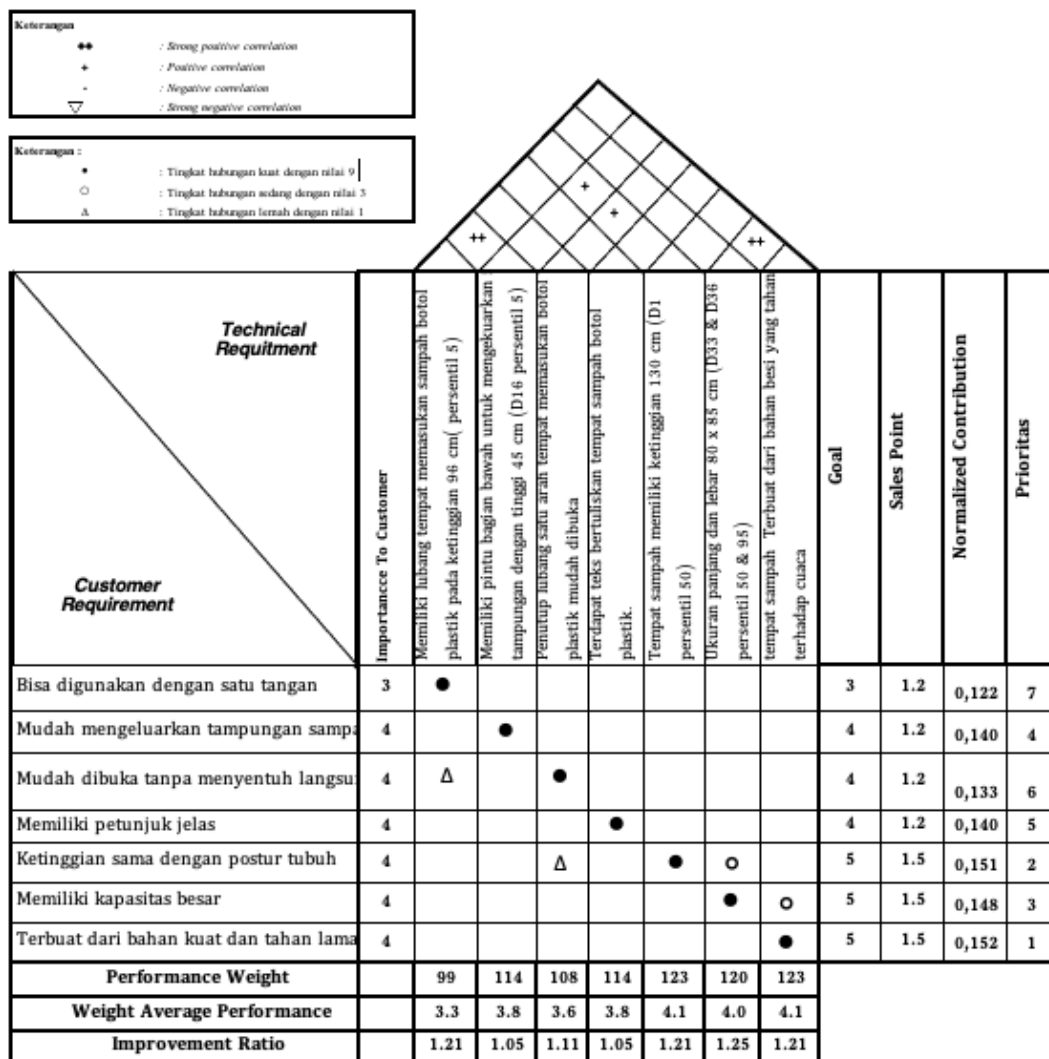 Keterangan
++ : Strong positive correlation
+ : Positive correlation
- : Negative correlation
▽ : Strong negative correlation
Keterangan :
● : Tingkat hubungan kuat dengan nilai 9
○ : Tingkat hubungan sedang dengan nilai 3
Δ : Tingkat hubungan lemah dengan nilai 1
+
+
++ ++
Technical
Requitment
Customer
Requirement
Importancce To Customer
Memiliki lubang tempat memasukan sampah botol
plastik pada ketinggian 96 cm( persentil 5)
Memiliki pintu bagian bawah untuk mengekuarkan
tampungan dengan tinggi 45 cm (D16 persentil 5)
Penutup lubang satu arah tempat memasukan botol
plastik mudah dibuka
Terdapat teks bertuliskan tempat sampah botol
plastik.
Tempat sampah memiliki ketinggian 130 cm (D1
persentil 50)
Ukuran panjang dan lebar 80 x 85 cm (D33 & D36
persentil 50 & 95)
tempat sampah Terbuat dari bahan besi yang tahan
terhadap cuaca
Goal
Sales Point
Normalized Contribution
Prioritas
Bisa digunakan dengan satu tangan 3 ● 3 1.2 0,122 7
Mudah mengeluarkan tampungan sampa 4 ● 4 1.2 0,140 4
Mudah dibuka tanpa menyentuh langsu 4 Δ ● 4 1.2 0,133 6
Memiliki petunjuk jelas 4 ● 4 1.2 0,140 5
Ketinggian sama dengan postur tubuh 4 Δ ● ○ 5 1.5 0,151 2
Memiliki kapasitas besar 4 ● ○ 5 1.5 0,148 3
Terbuat dari bahan kuat dan tahan lama 4 ● 5 1.5 0,152 1
Performance Weight 99 114 108 114 123 120 123
Weight Average Performance 3.3 3.8 3.6 3.8 4.1 4.0 4.1
Improvement Ratio 1.21 1.05 1.11 1.05 1.21 1.25 1.21